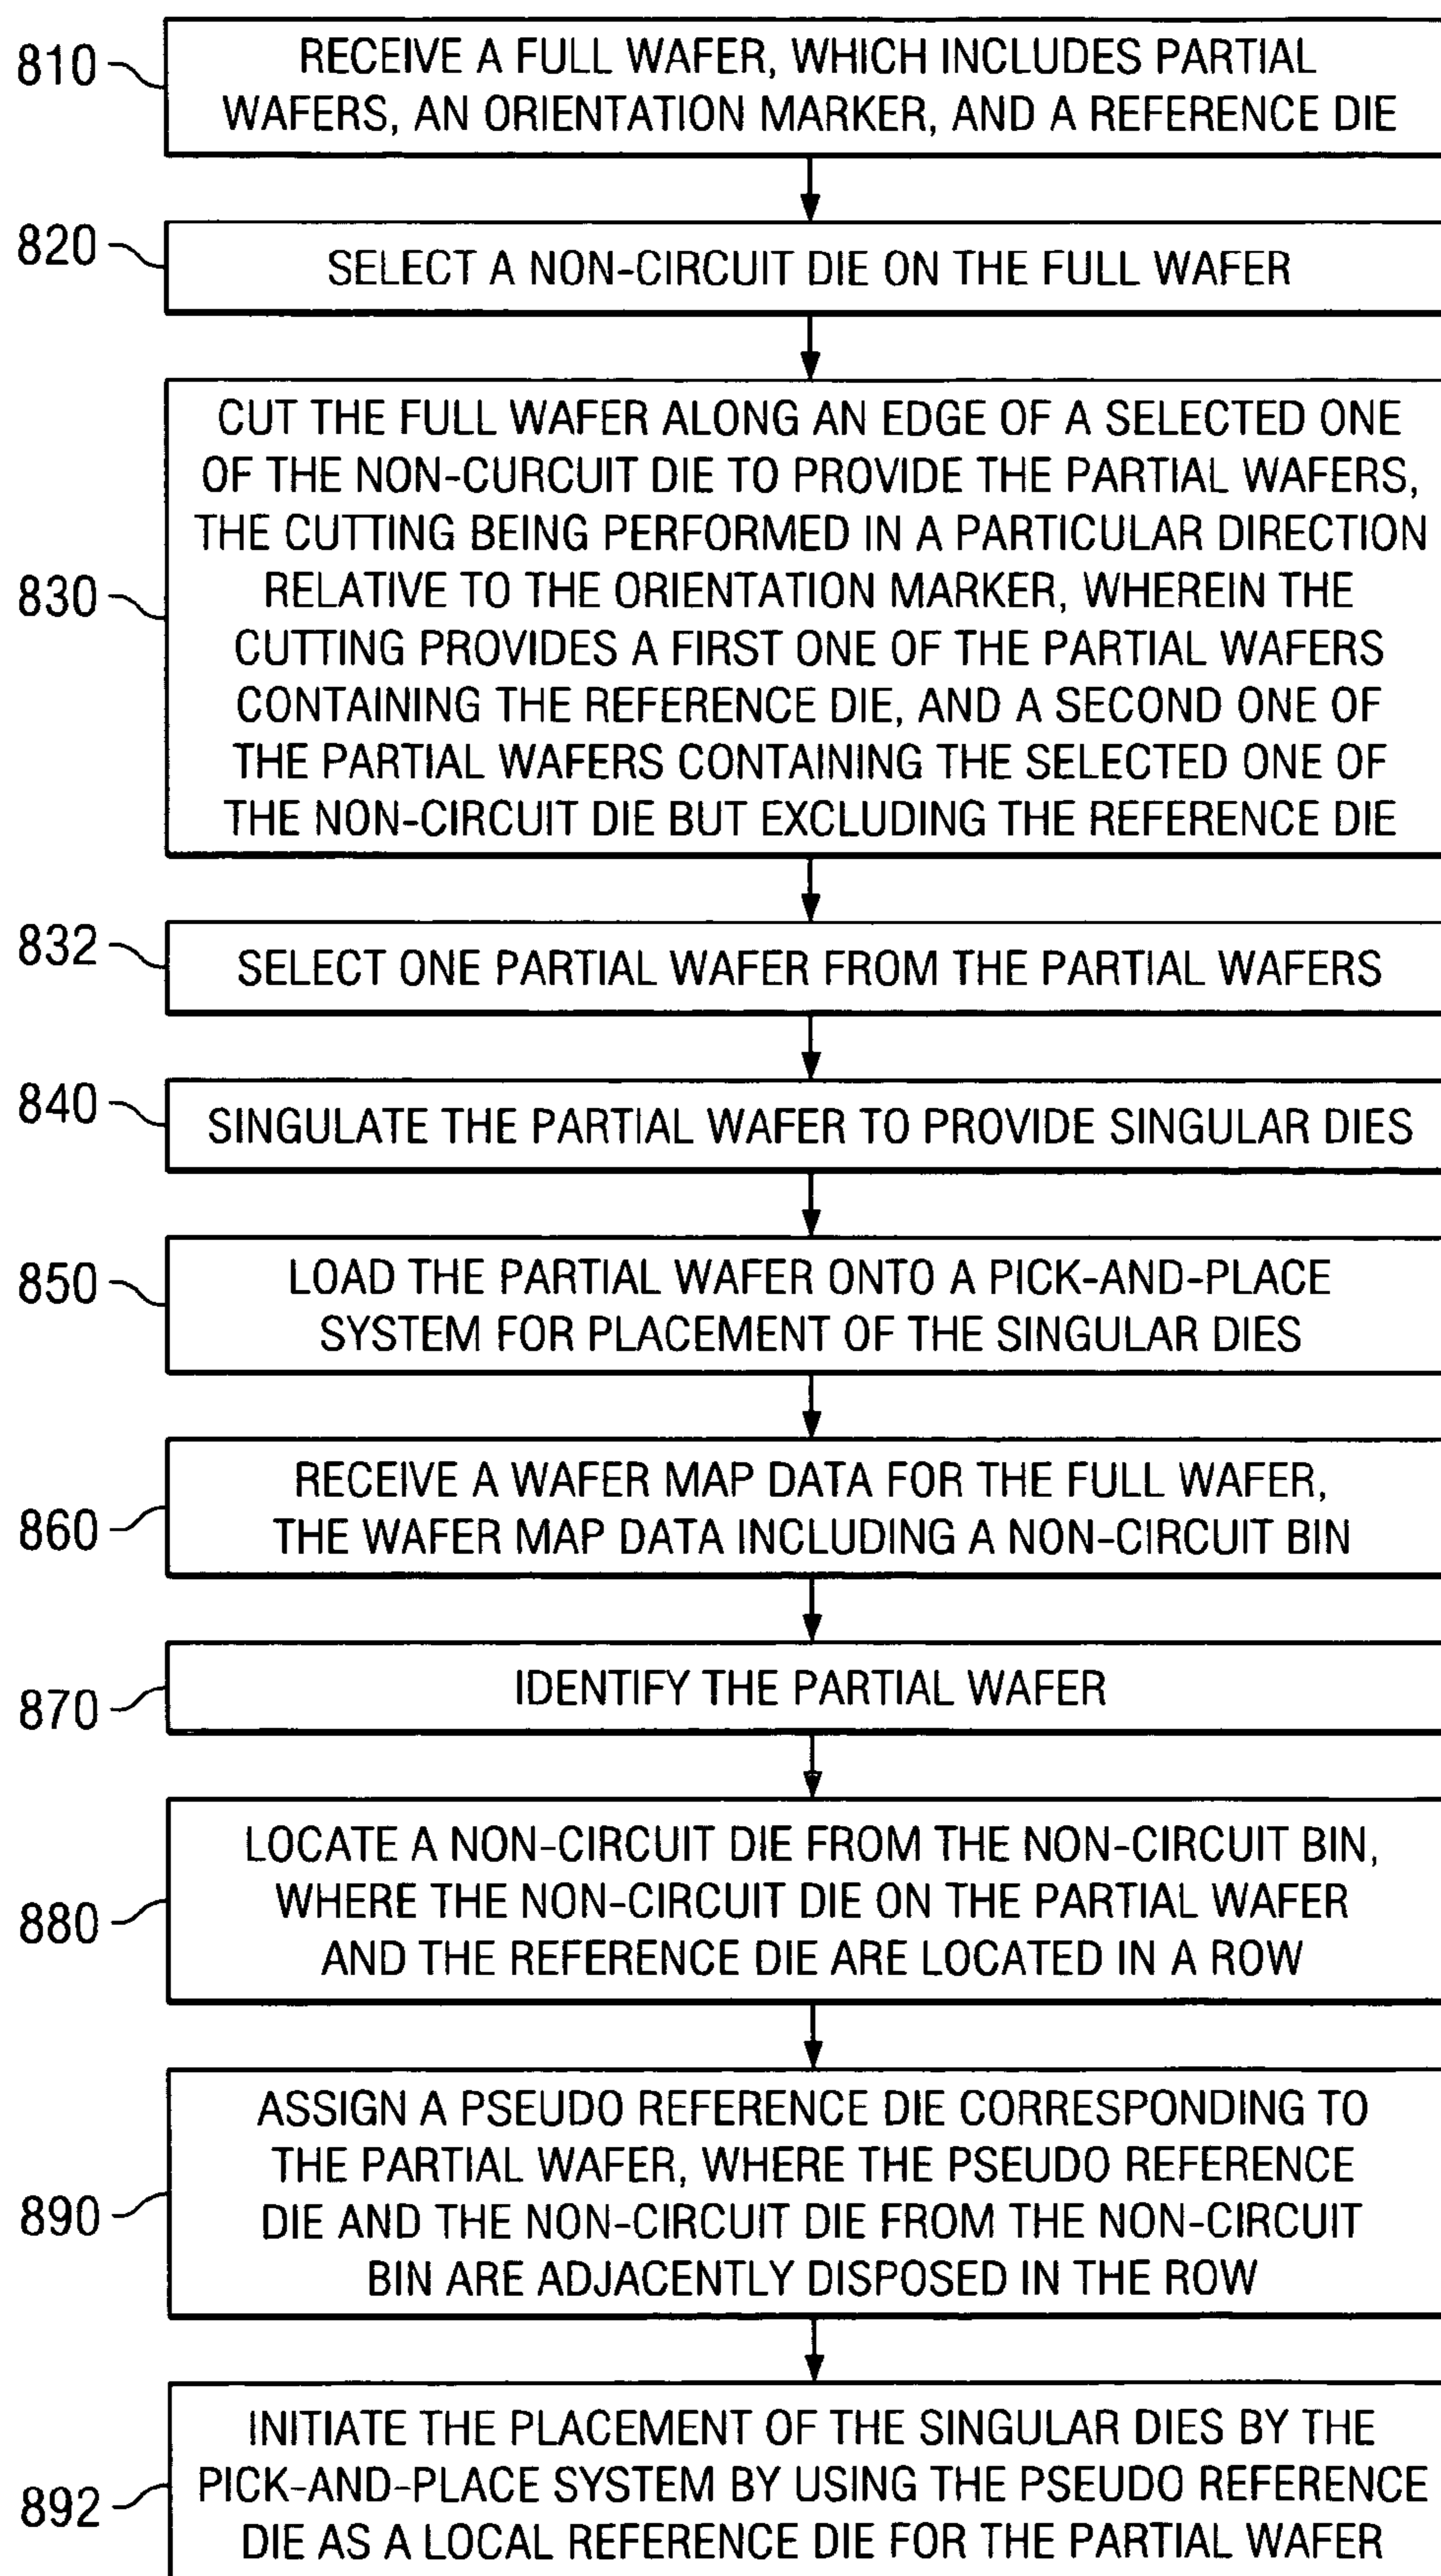 810
RECEIVE A FULL WAFER, WHICH INCLUDES PARTIAL
WAFERS, AN ORIENTATION MARKER, AND A REFERENCE DIE
820
SELECT A NON-CIRCUIT DIE ON THE FULL WAFER
830
CUT THE FULL WAFER ALONG AN EDGE OF A SELECTED ONE
OF THE NON-CURCUIT DIE TO PROVIDE THE PARTIAL WAFERS,
THE CUTTING BEING PERFORMED IN A PARTICULAR DIRECTION
RELATIVE TO THE ORIENTATION MARKER, WHEREIN THE
CUTTING PROVIDES A FIRST ONE OF THE PARTIAL WAFERS
CONTAINING THE REFERENCE DIE, AND A SECOND ONE OF
THE PARTIAL WAFERS CONTAINING THE SELECTED ONE OF
THE NON-CIRCUIT DIE BUT EXCLUDING THE REFERENCE DIE
832
SELECT ONE PARTIAL WAFER FROM THE PARTIAL WAFERS
840
SINGULATE THE PARTIAL WAFER TO PROVIDE SINGULAR DIES
850
LOAD THE PARTIAL WAFER ONTO A PICK-AND-PLACE
SYSTEM FOR PLACEMENT OF THE SINGULAR DIES
860
RECEIVE A WAFER MAP DATA FOR THE FULL WAFER,
THE WAFER MAP DATA INCLUDING A NON-CIRCUIT BIN
870
IDENTIFY THE PARTIAL WAFER
880
LOCATE A NON-CIRCUIT DIE FROM THE NON-CIRCUIT BIN,
WHERE THE NON-CIRCUIT DIE ON THE PARTIAL WAFER
AND THE REFERENCE DIE ARE LOCATED IN A ROW
890
ASSIGN A PSEUDO REFERENCE DIE CORRESPONDING TO
THE PARTIAL WAFER, WHERE THE PSEUDO REFERENCE
DIE AND THE NON-CIRCUIT DIE FROM THE NON-CIRCUIT
BIN ARE ADJACENTLY DISPOSED IN THE ROW
892
INITIATE THE PLACEMENT OF THE SINGULAR DIES BY THE
PICK-AND-PLACE SYSTEM BY USING THE PSEUDO REFERENCE
DIE AS A LOCAL REFERENCE DIE FOR THE PARTIAL WAFER